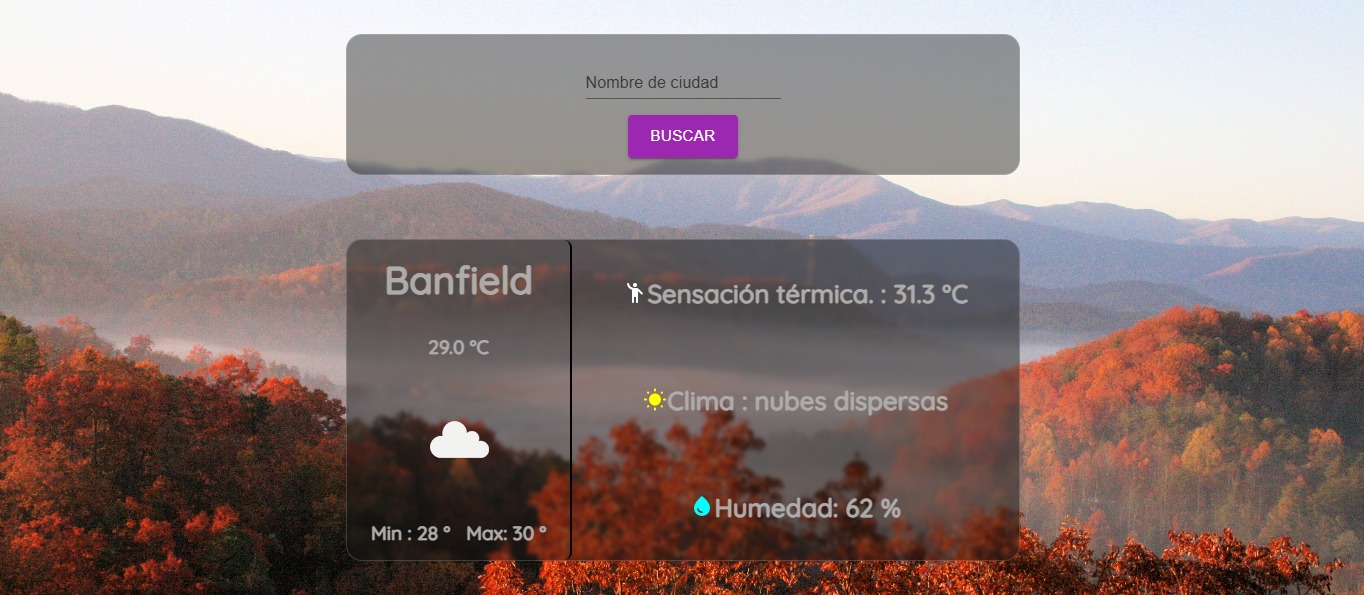 Nombre de ciudad
BUSCAR
Banfield
29.0 °C
Min : 28 ° Max: 30 °
Sensación térmica. : 31.3 °C
Clima : nubes dispersas
Humedad: 62 %